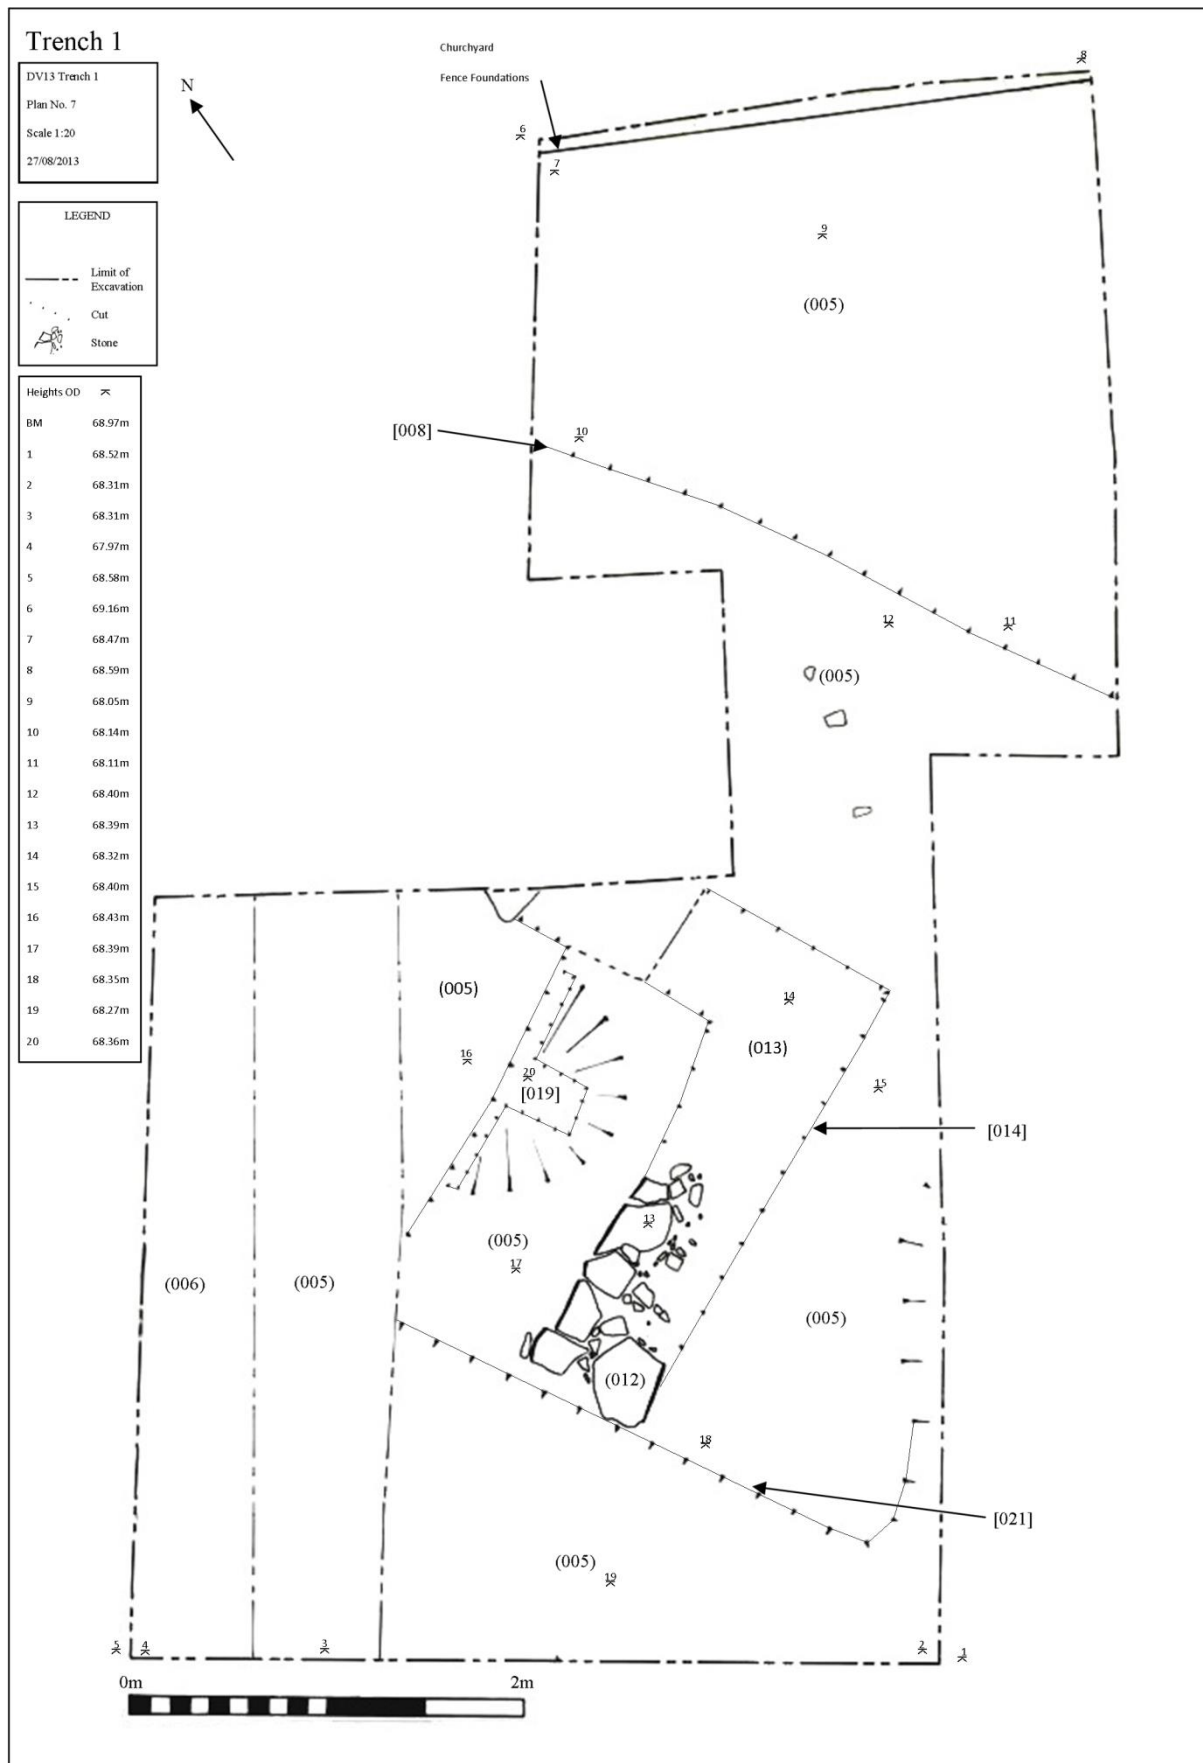 Trench 1
DV13 Trench 1
Plan No. 7
Scale 1:20
27/08/2013
N
Churchyard
Fence Foundations
LEGEND
Limit of
Excavation
Cut
Stone
Heights OD
BM 68.97m
1 68.52m
2 68.31m
3 68.31m
4 67.97m
5 68.58m
6 69.16m
7 68.47m
8 68.59m
9 68.05m
10 68.14m
11 68.11m
12 68.40m
13 68.39m
14 68.32m
15 68.40m
16 68.43m
17 68.39m
18 68.35m
19 68.27m
20 68.36m
8
6
7
9
(005)
[008]
10
12
11
(005)
(005)
14
(013)
16
20
[019]
15
[014]
13
(005)
17
(006)
(005)
(005)
(012)
18
[021]
(005)
19
5
4
3
2
1
0m
2m